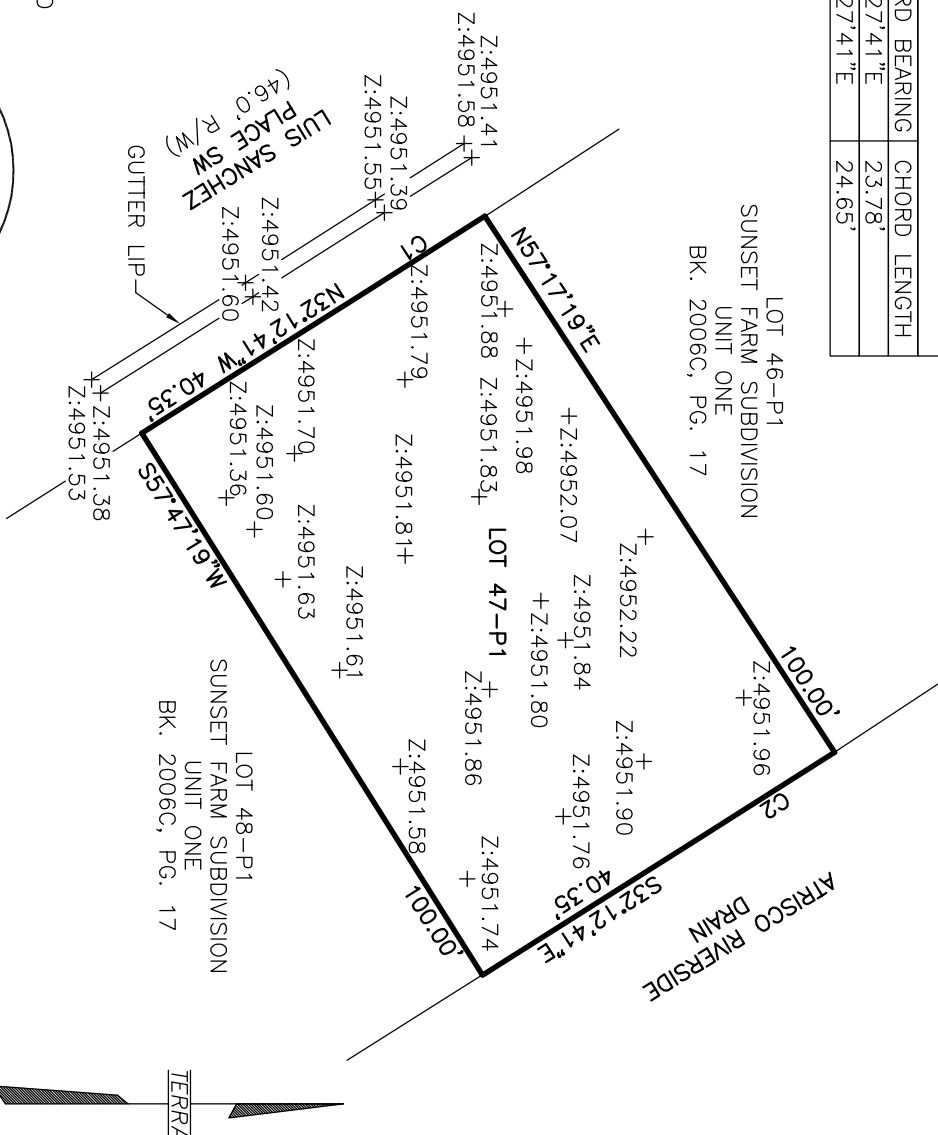 RD BEARING CHORD LENGTH
27'41"E 23.78'
27'41"E 24.65'
LOT 46-P1
SUNSET FARM SUBDIVISION
UNIT ONE
BK. 2006C, PG. 17
Z:4951.41
Z:4951.58
Z:4951.39
Z:4951.55
LUIS SANCHEZ
PLACE SW
(46.0' R/W)
GUTTER LIP
Z:4951.42
Z:4951.60
Z:4951.38
Z:4951.53
C1
N32°12'41"W
40.35'
N57°17'19"E
100.00'
Z:4951.88
Z:4951.98
Z:4952.07
Z:4952.22
Z:4951.96
Z:4951.79
Z:4951.83
Z:4951.84
Z:4951.90
Z:4951.70
Z:4951.81
LOT 47-P1
Z:4951.80
Z:4951.76
Z:4951.36
Z:4951.60
Z:4951.63
Z:4951.61
Z:4951.86
Z:4951.58
Z:4951.74
C2
S32°12'41"E
40.35'
S57°47'19"W
100.00'
ATRISCO RIVERSIDE
DRAIN
LOT 48-P1
SUNSET FARM SUBDIVISION
UNIT ONE
BK. 2006C, PG. 17
TERRA